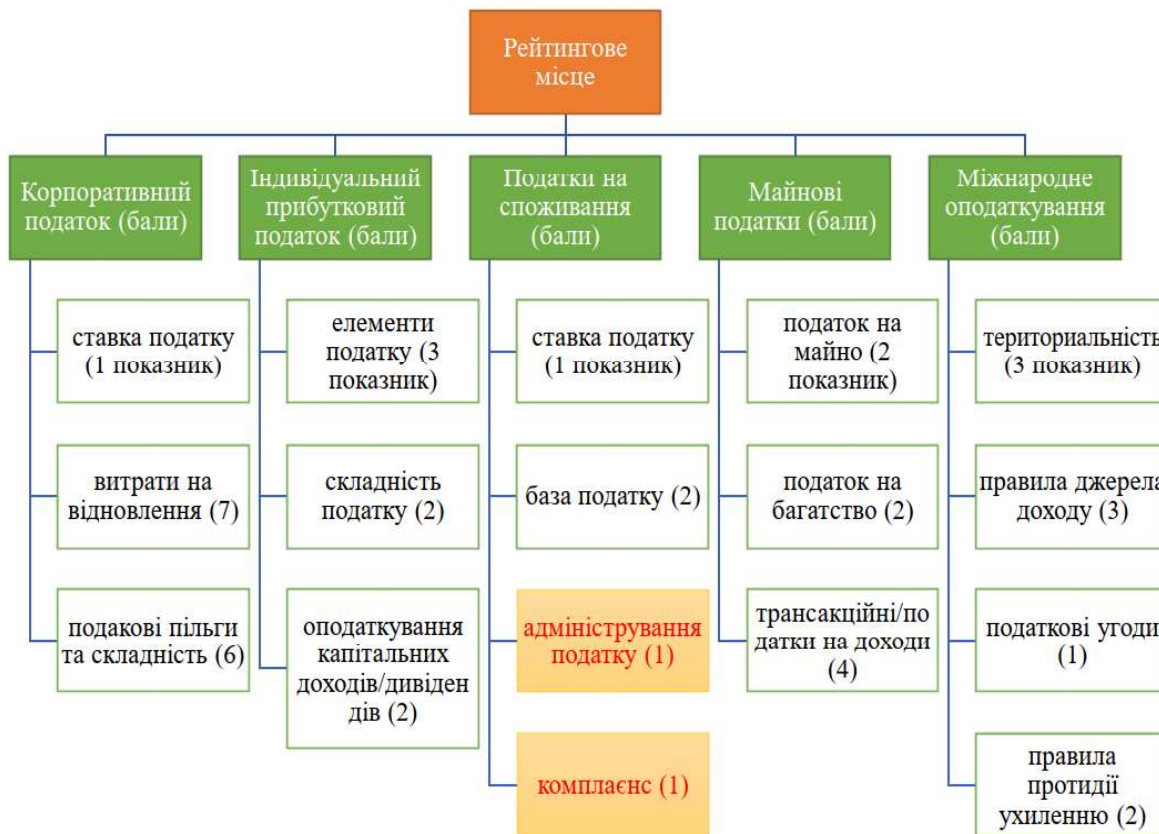 Рейтингове
місце
Корпоративний
податок (бали)
ставка податку
(1 показник)
витрати на
відновлення (7)
подакові пільги
та складність (6)
Індивідуальний
прибутковий
податок (бали)
елементи
податку (3
показник)
складність
податку (2)
оподаткування
капітальних
доходів/дивіден
дів (2)
Податки на
споживання
(бали)
ставка податку
(1 показник)
база податку (2)
адміністрування
податку (1)
комплаєнс (1)
Майнові
податки (бали)
податок на
майно (2
показник)
податок на
багатство (2)
трансакційні/по
датки на доходи
(4)
Міжнародне
оподаткування
(бали)
териториальність
(3 показник)
правила джерела
доходу (3)
податкові угоди
(1)
правила
протидії
ухиленню (2)